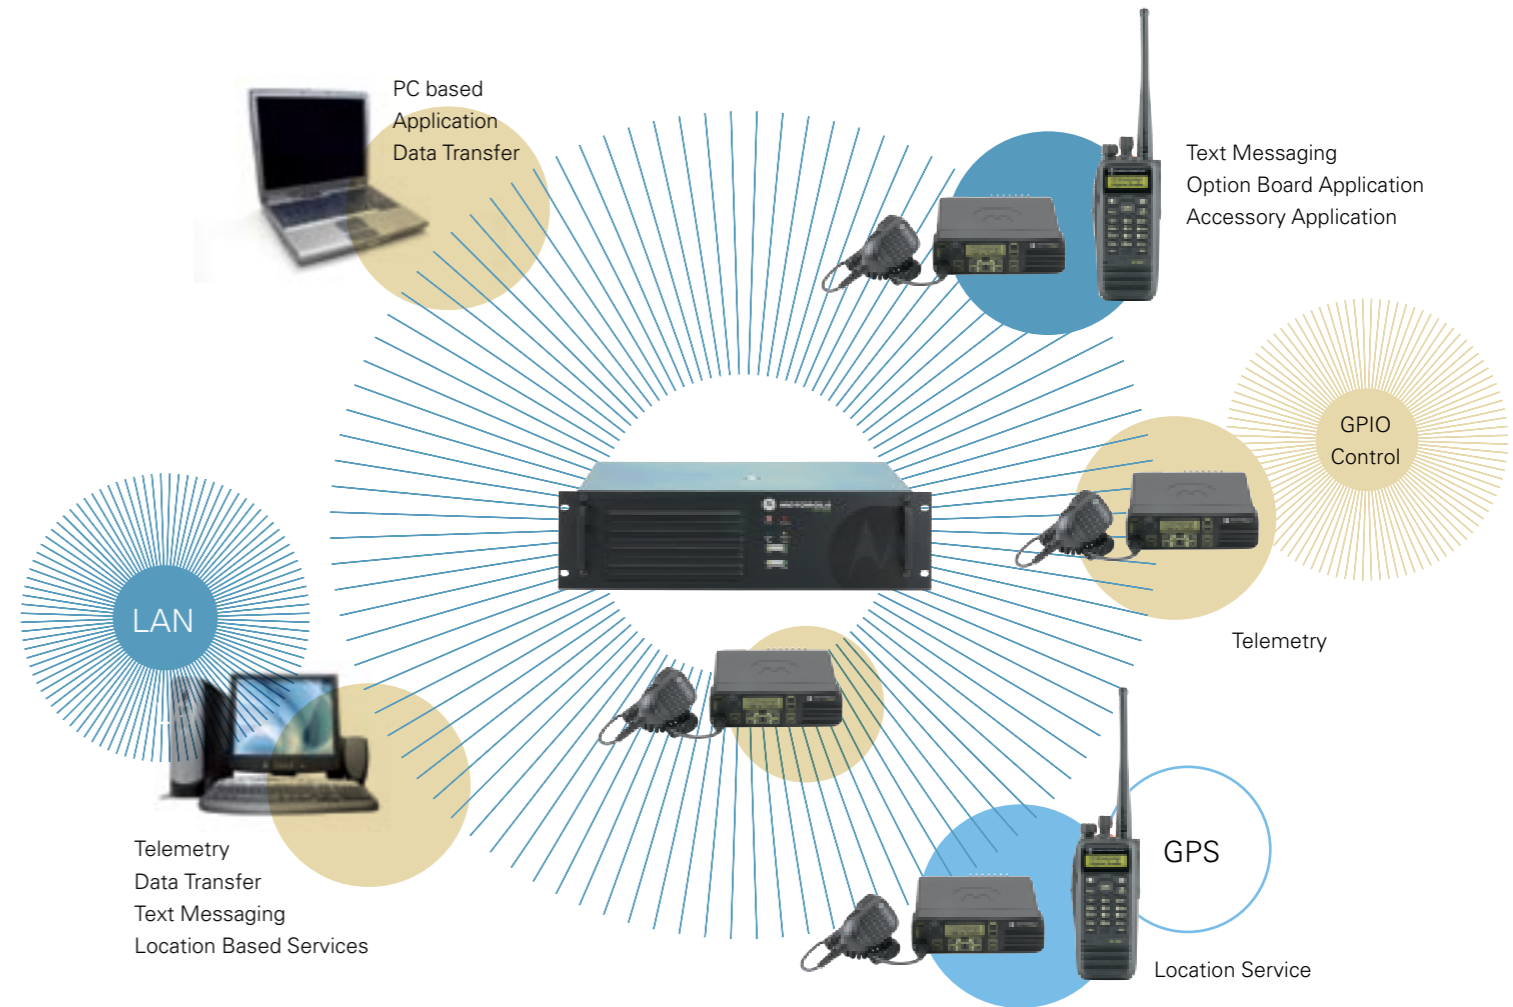 PC based
Application
Data Transfer
Text Messaging
Option Board Application
Accessory Application
GPIO
Control
MOTOROLA
LAN
Telemetry
Telemetry
Data Transfer
Text Messaging
Location Based Services
GPS
Location Service